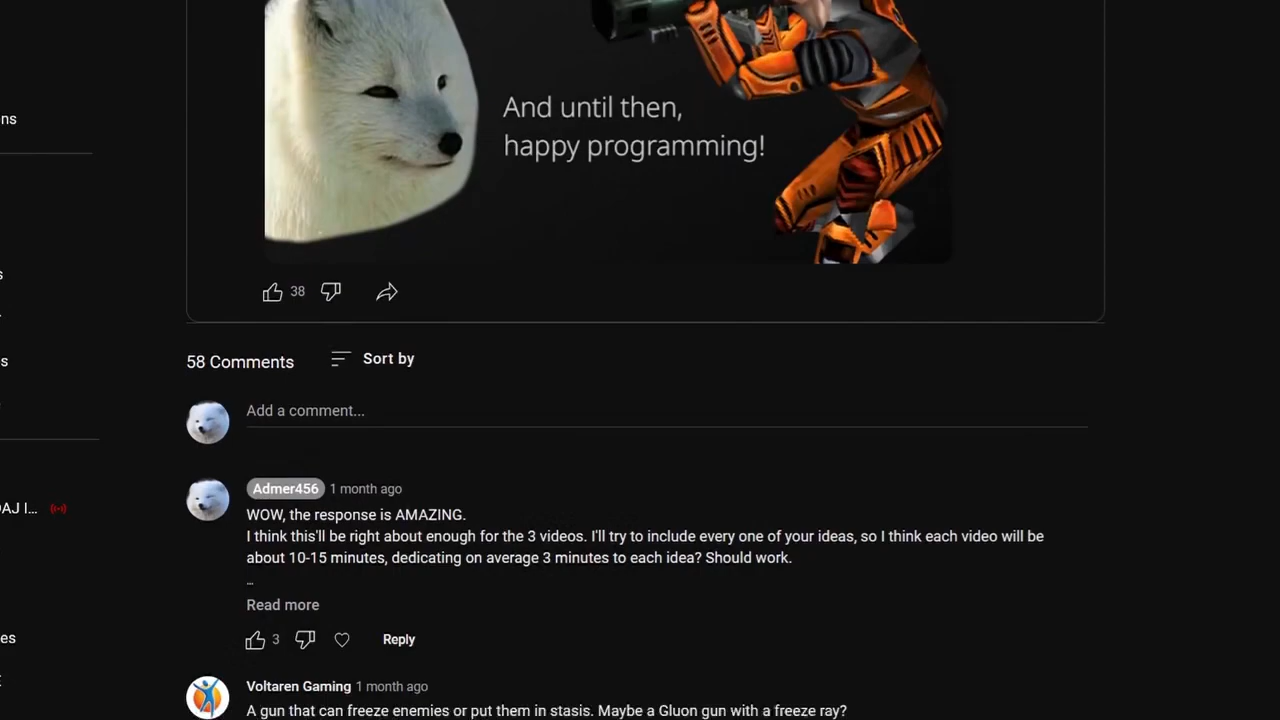 And until then,
happy programming!
ns
38
s
58 Comments
Sort by
s
Add a comment...
Admer456 1 month ago
DAJ I...
WOW, the response is AMAZING.
I think this'll be right about enough for the 3 videos. I'll try to include every one of your ideas, so I think each video will be
about 10-15 minutes, dedicating on average 3 minutes to each idea? Should work.
...
Read more
es
3
Reply
Voltaren Gaming 1 month ago
A gun that can freeze enemies or put them in stasis. Maybe a Gluon gun with a freeze ray?